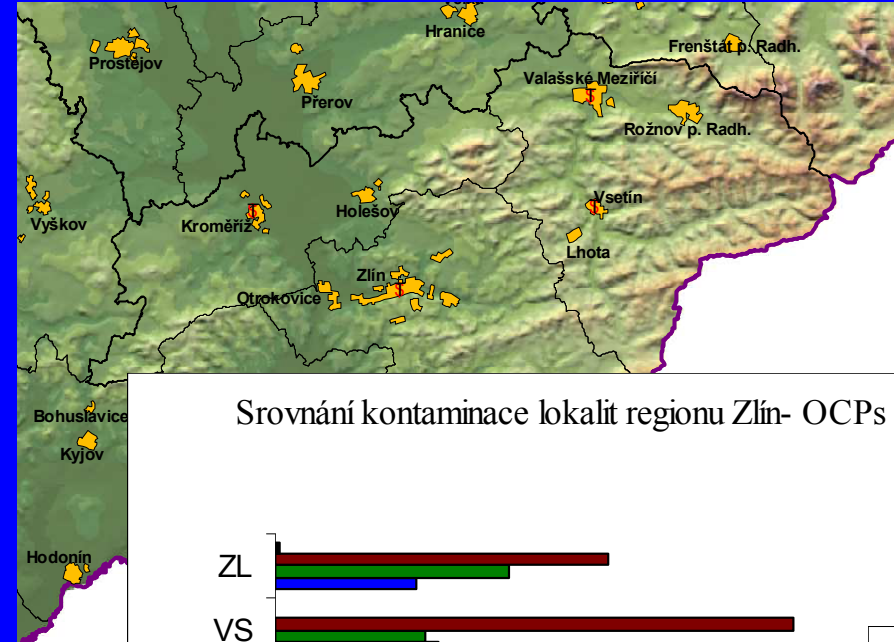 Hranice
Frenštát p. Radh.
Prostějov
Valašské Meziříčí
Přerov
Rožnov p. Radh.
Vsetín
Holešov
Vyškov
Kroměříž
Lhota
Zlín
Otrokovice
Srovnání kontaminace lokalit regionu Zlín- OCPs
Bohuslavice
Kyjov
Hodonín
ZL
VS